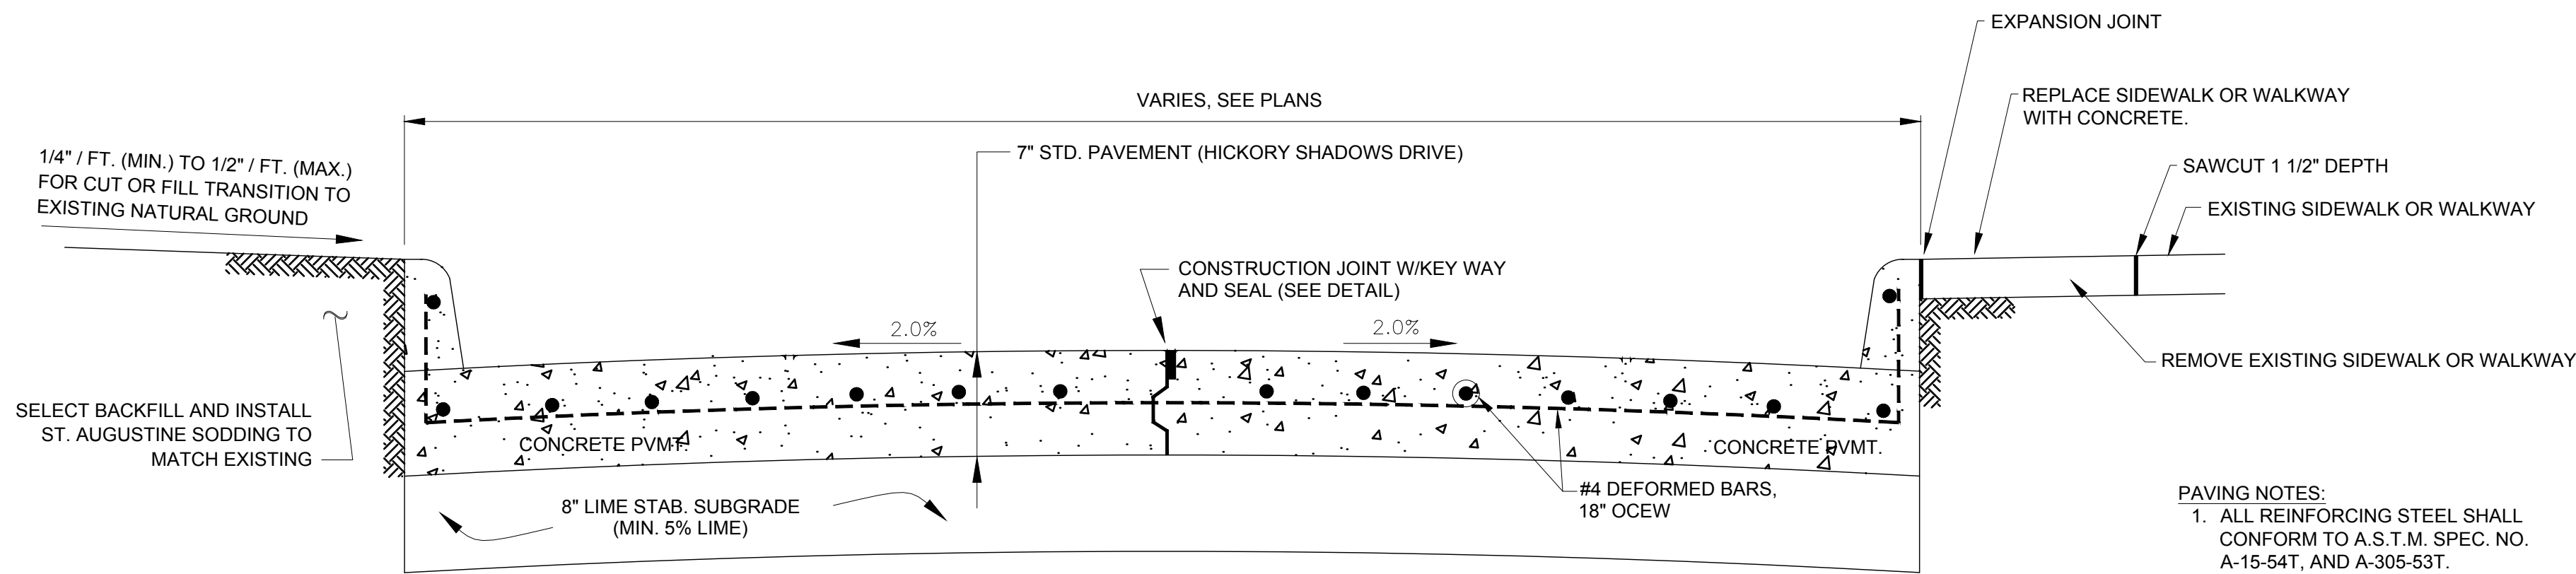 EXPANSION JOINT
REPLACE SIDEWALK OR WALKWAY
WITH CONCRETE.
VARIES, SEE PLANS
7" STD. PAVEMENT (HICKORY SHADOWS DRIVE)
1/4" / FT. (MIN.) TO 1/2" / FT. (MAX.)
FOR CUT OR FILL TRANSITION TO
EXISTING NATURAL GROUND
SAWCUT 1 1/2" DEPTH
EXISTING SIDEWALK OR WALKWAY
CONSTRUCTION JOINT W/KEY WAY
AND SEAL (SEE DETAIL)
2.0%
2.0%
REMOVE EXISTING SIDEWALK OR WALKWAY
SELECT BACKFILL AND INSTALL
ST. AUGUSTINE SODDING TO
MATCH EXISTING
CONCRETE PVMT.
CONCRETE PVMT.
8" LIME STAB. SUBGRADE
(MIN. 5% LIME)
#4 DEFORMED BARS,
18" OCEW
PAVING NOTES:
1. ALL REINFORCING STEEL SHALL
CONFORM TO A.S.T.M. SPEC. NO.
A-15-54T, AND A-305-53T.